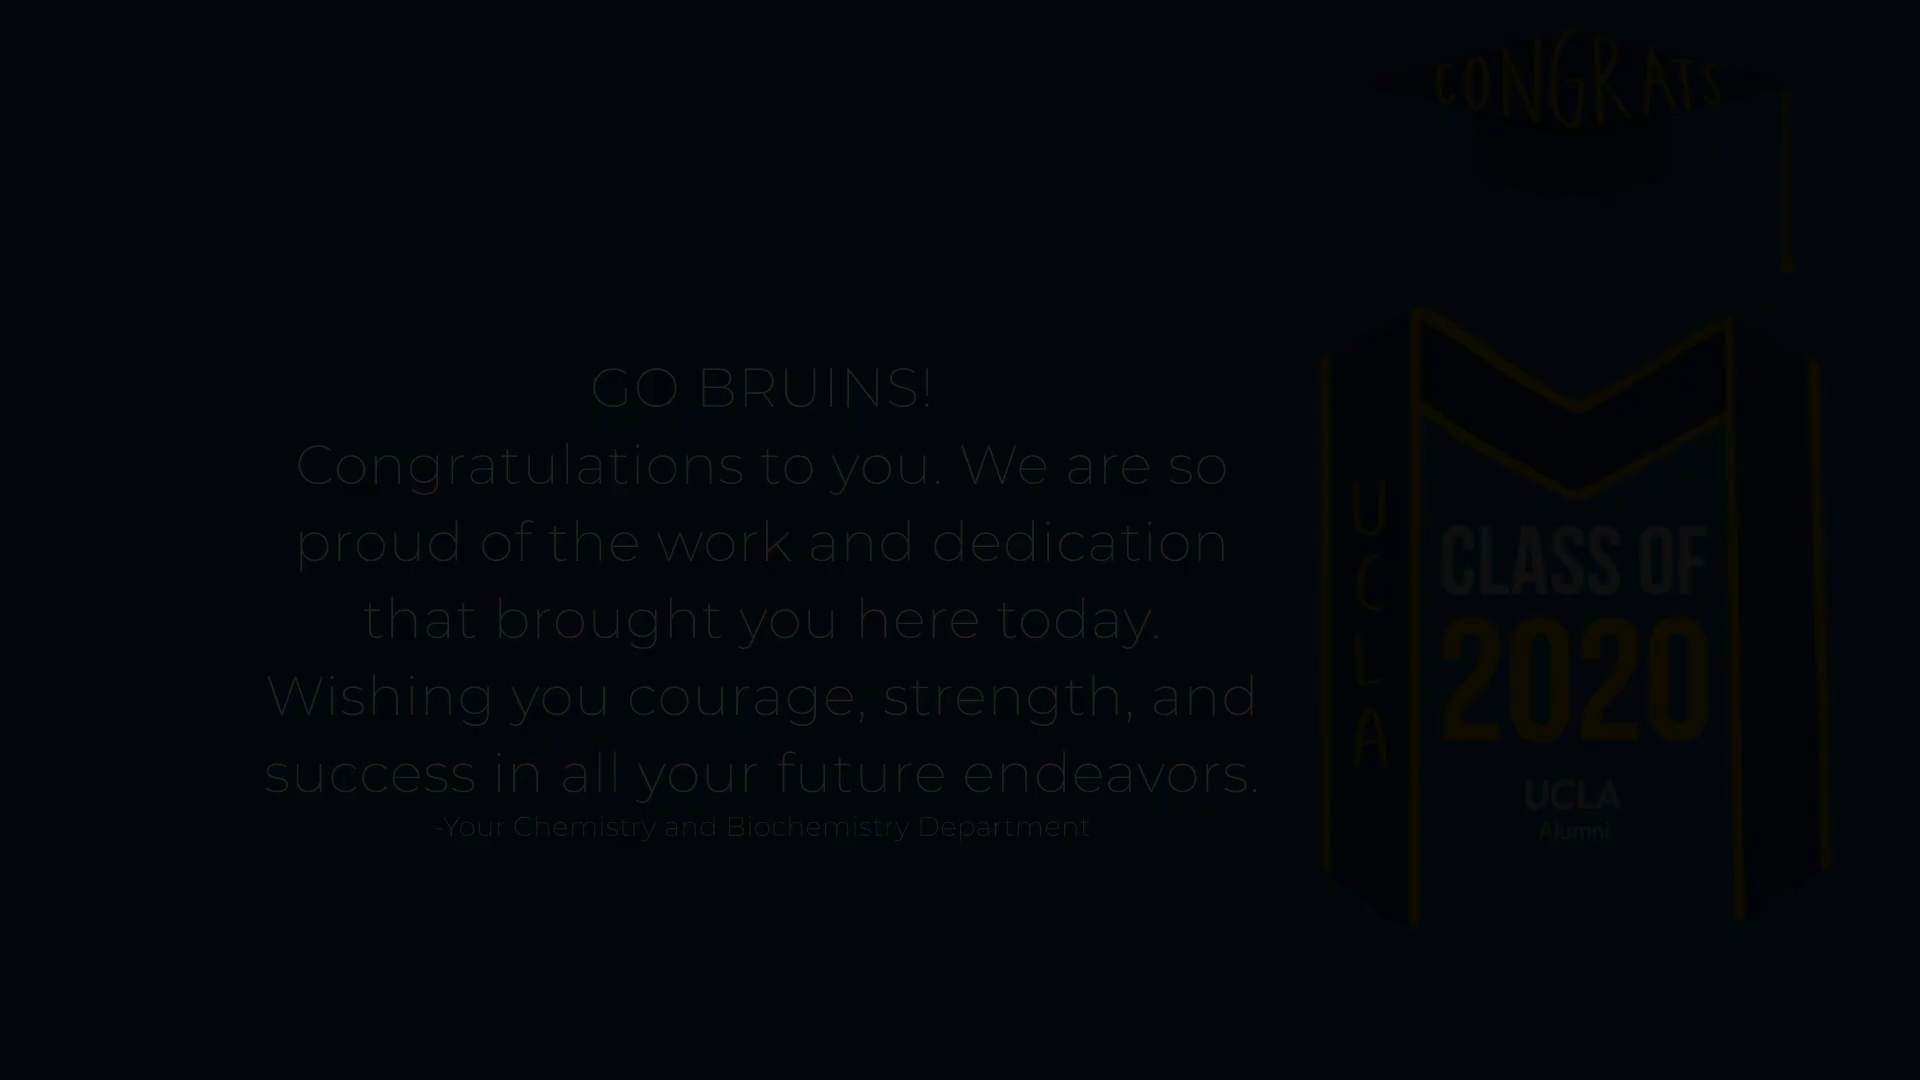 CONGRATS
GO BRUINS!
Congratulations to you. We are so
proud of the work and dedication
that brought you here today.
Wishing you courage, strength, and
success in all your future endeavors.
-Your Chemistry and Biochemistry Department
UCLA
CLASS OF
2020
UCLA
Alumni